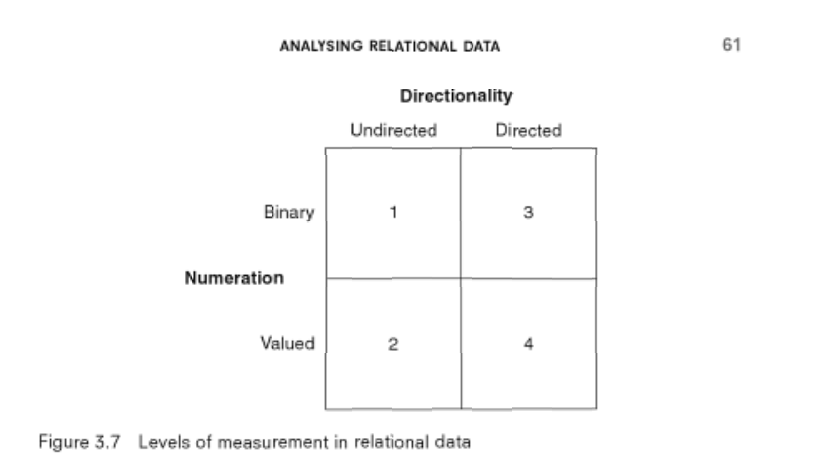 ANALYSING RELATIONAL DATA 61
Directionality
Undirected Directed
Binary 1 3
Numeration
Valued 2 4
Figure 3.7 Levels of measurement in relational data